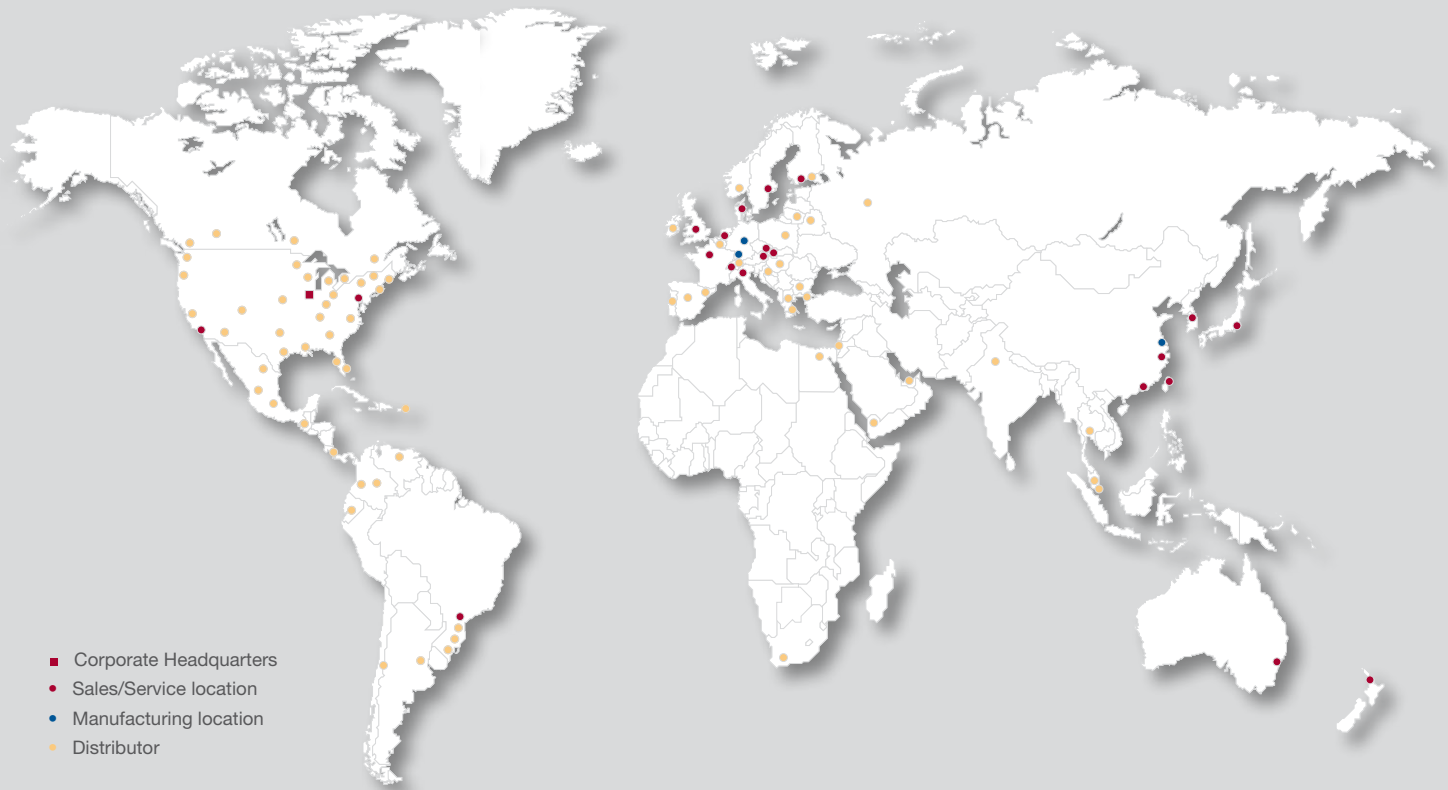 Corporate Headquarters
Sales/Service location
Manufacturing location
Distributor